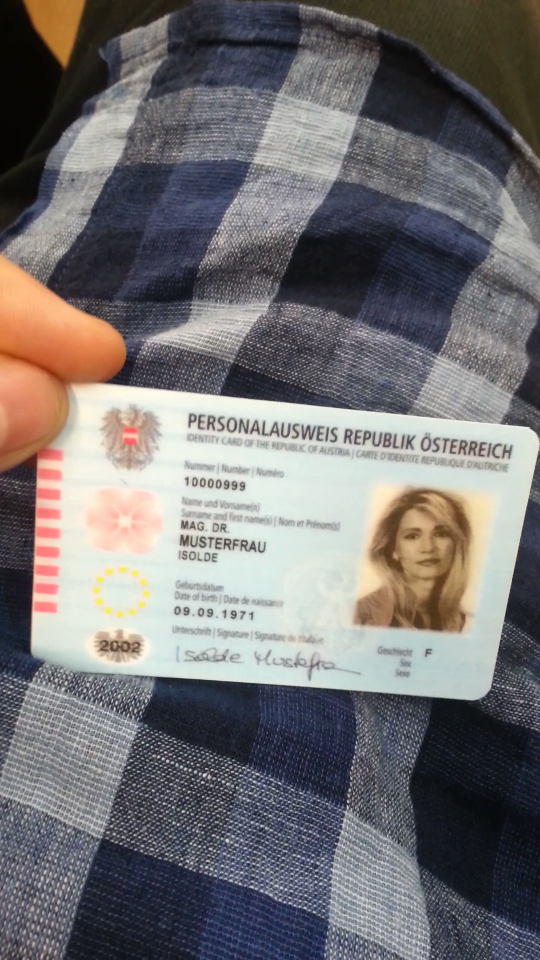 PERSONALAUSWEIS REPUBLIK ÖSTERREICH
IDENTITY CARD OF THE REPUBLIC OF AUSTRIA | CARTE D'IDENTITÉ REPUBLIQUE D'AUTRICHE
Nummer | Number | Numéro
10000999
Name und Vorname(n)
Surname and first name(s) | Nom et Prénom(s)
MAG. DR.
MUSTERFRAU
ISOLDE
Geburtsdatum
Date of birth | Date de naissance
09.09.1971
Unterschrift | Signature | Signature du titulaire
Isolde Musterfrau
Geschlecht F
Sex
Sexe
2002